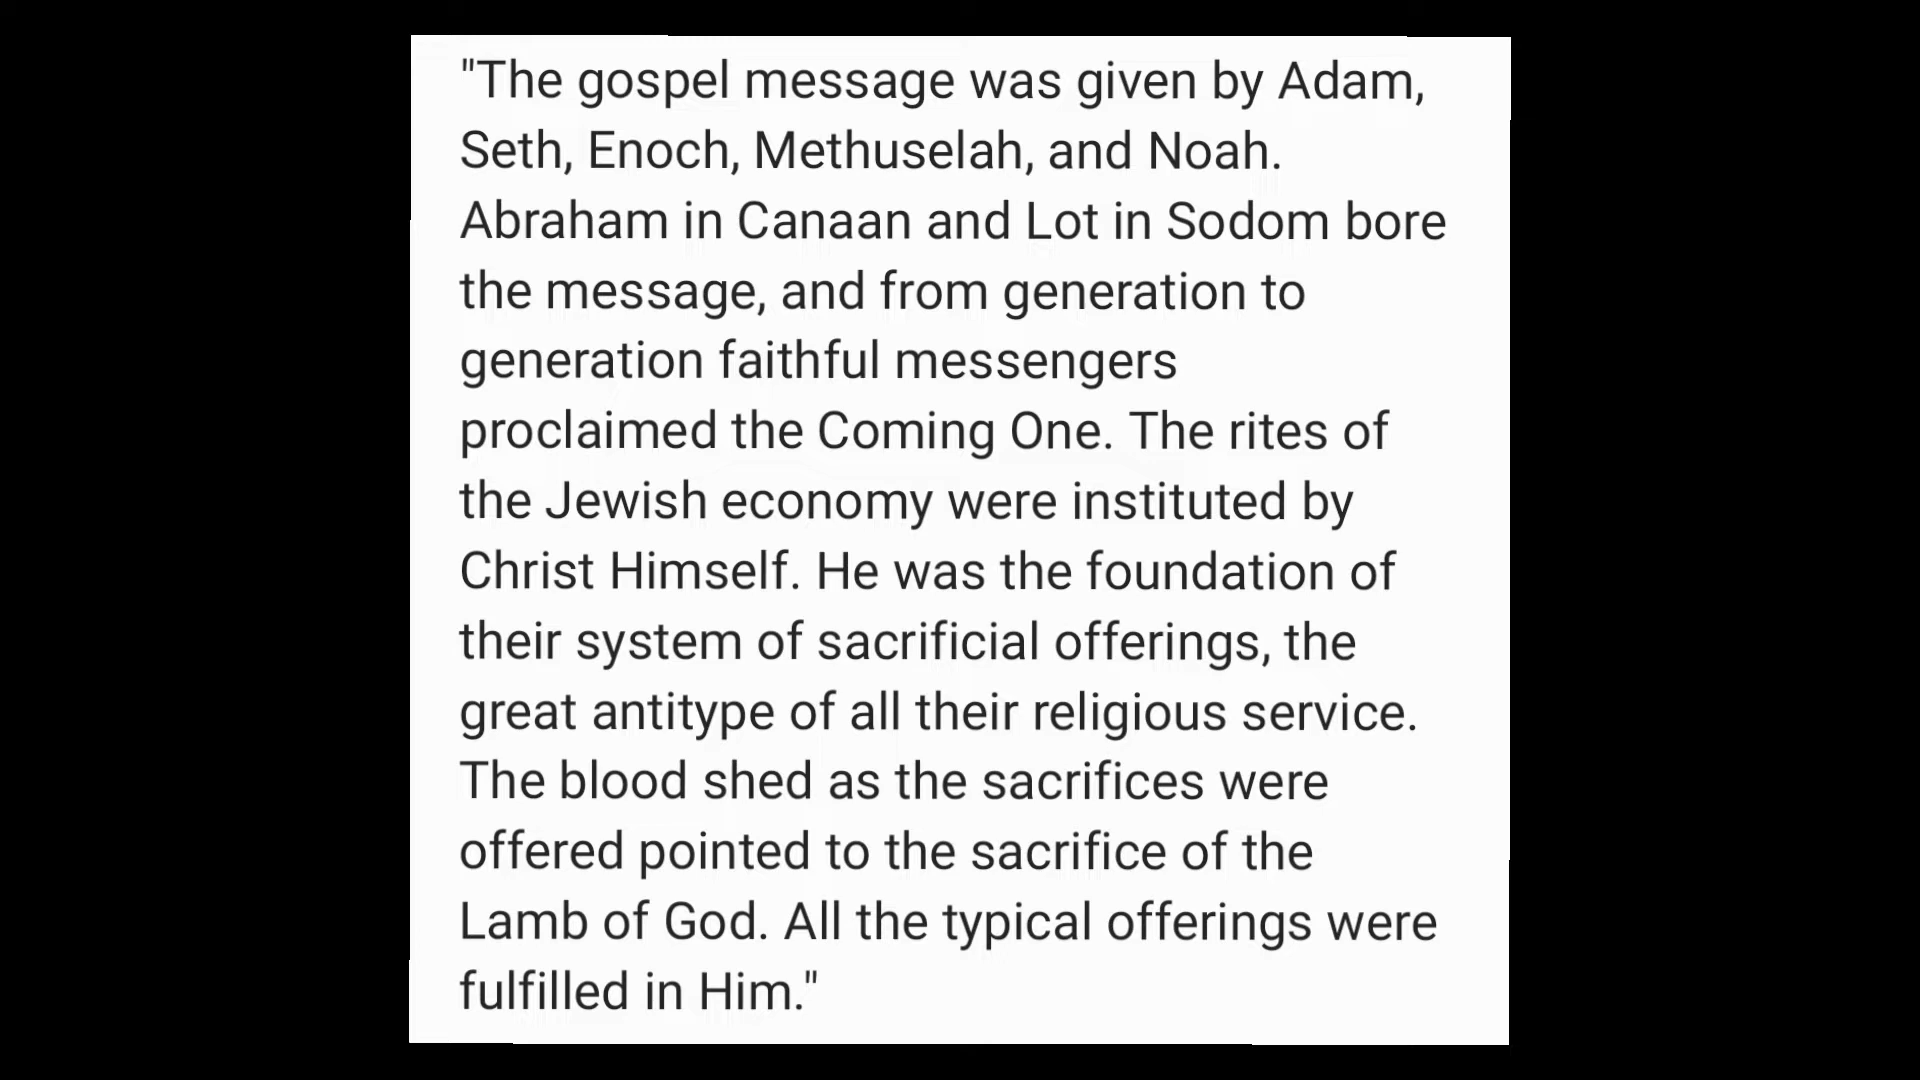 "The gospel message was given by Adam,
Seth, Enoch, Methuselah, and Noah.
Abraham in Canaan and Lot in Sodom bore
the message, and from generation to
generation faithful messengers
proclaimed the Coming One. The rites of
the Jewish economy were instituted by
Christ Himself. He was the foundation of
their system of sacrificial offerings, the
great antitype of all their religious service.
The blood shed as the sacrifices were
offered pointed to the sacrifice of the
Lamb of God. All the typical offerings were
fulfilled in Him."